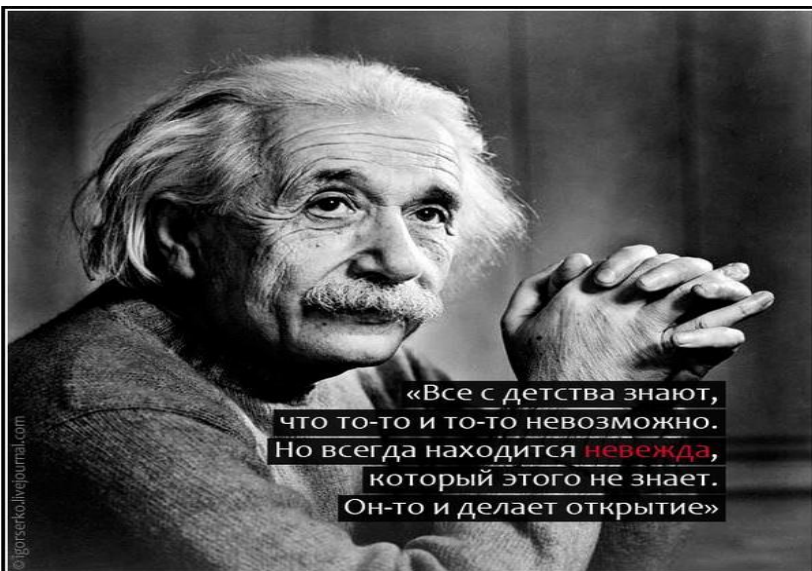 «Все с детства знают,
что то-то и то-то невозможно.
Но всегда находится невежда,
который этого не знает.
Он-то и делает открытие»
©igorserko.livejournal.com